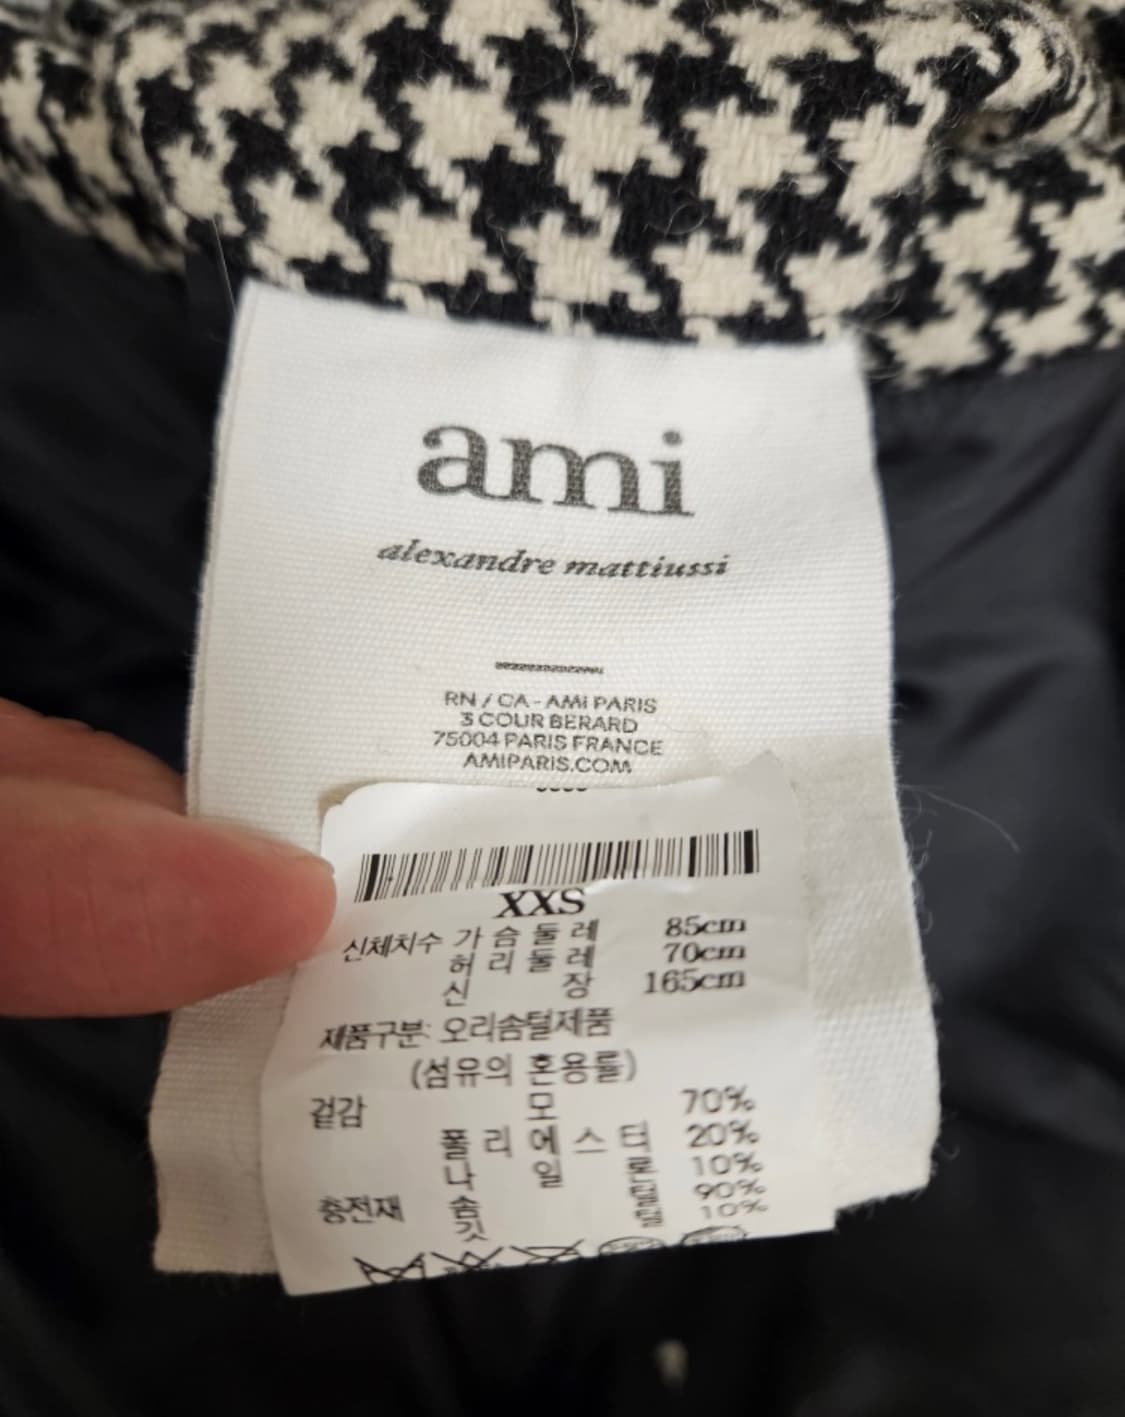 ami
alexandre mattiussi
RN / CA - AMI PARIS
3 COUR BERARD
75004 PARIS FRANCE
AMIPARIS.COM
XXS
신체치수 가슴둘레 85cm
허리둘레 70cm
신장 165cm
제품구분: 오리솜털제품
(섬유의 혼용률)
겉감 모 70%
폴리에스터 20%
나일론 10%
충전재 솜털 90%
깃털 10%